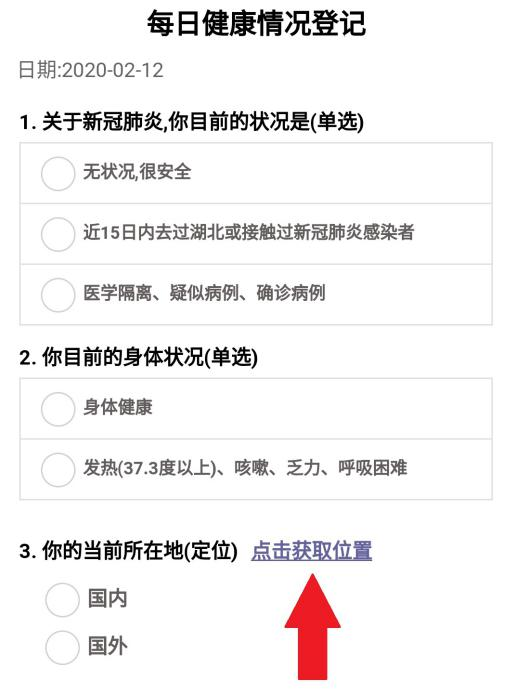 每日健康情况登记
日期:2020-02-12
1. 关于新冠肺炎,你目前的状况是(单选)
无状况,很安全
近15日内去过湖北或接触过新冠肺炎感染者
医学隔离、疑似病例、确诊病例
2. 你目前的身体状况(单选)
身体健康
发热(37.3度以上)、咳嗽、乏力、呼吸困难
3. 你的当前所在地(定位) 点击获取位置
国内
国外